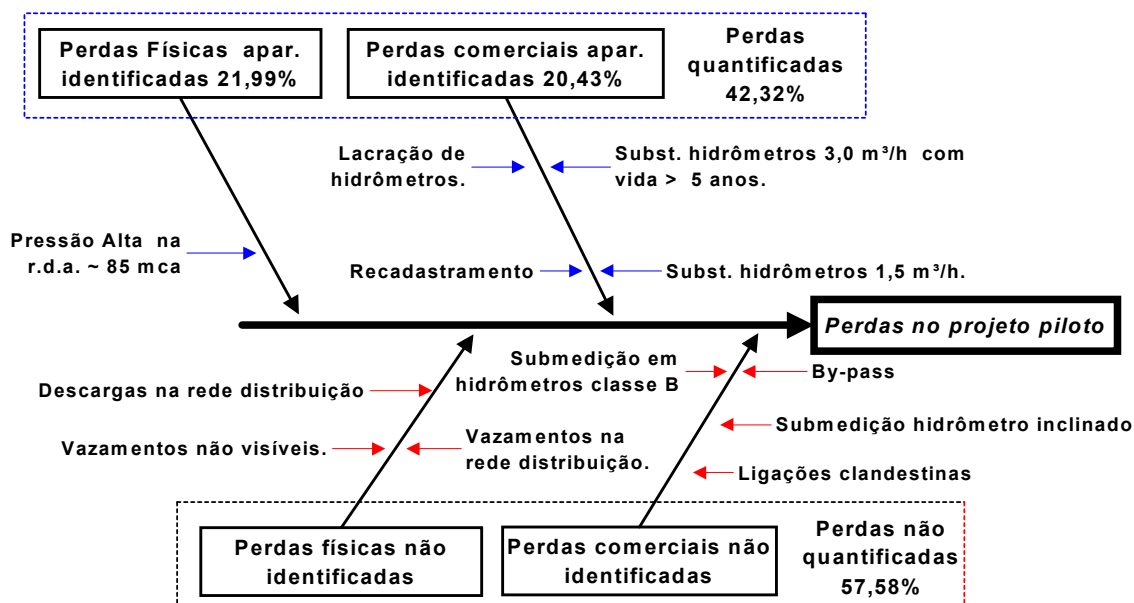 Perdas Físicas apar.
identificadas 21,99%
Perdas comerciais apar.
identificadas 20,43%
Perdas
quantificadas
42,32%
Lacração de
hidrômetros.
Subst. hidrômetros 3,0 m³/h com
vida > 5 anos.
Pressão Alta na
r.d.a. ~ 85 mca
Recadastramento
Subst. hidrômetros 1,5 m³/h.
Perdas no projeto piloto
Submedição em
hidrômetros classe B
By-pass
Descargas na rede distribuição
Submedição hidrômetro inclinado
Vazamentos não visíveis.
Vazamentos na
rede distribuição.
Ligações clandestinas
Perdas físicas não
identificadas
Perdas comerciais não
identificadas
Perdas não
quantificadas
57,58%